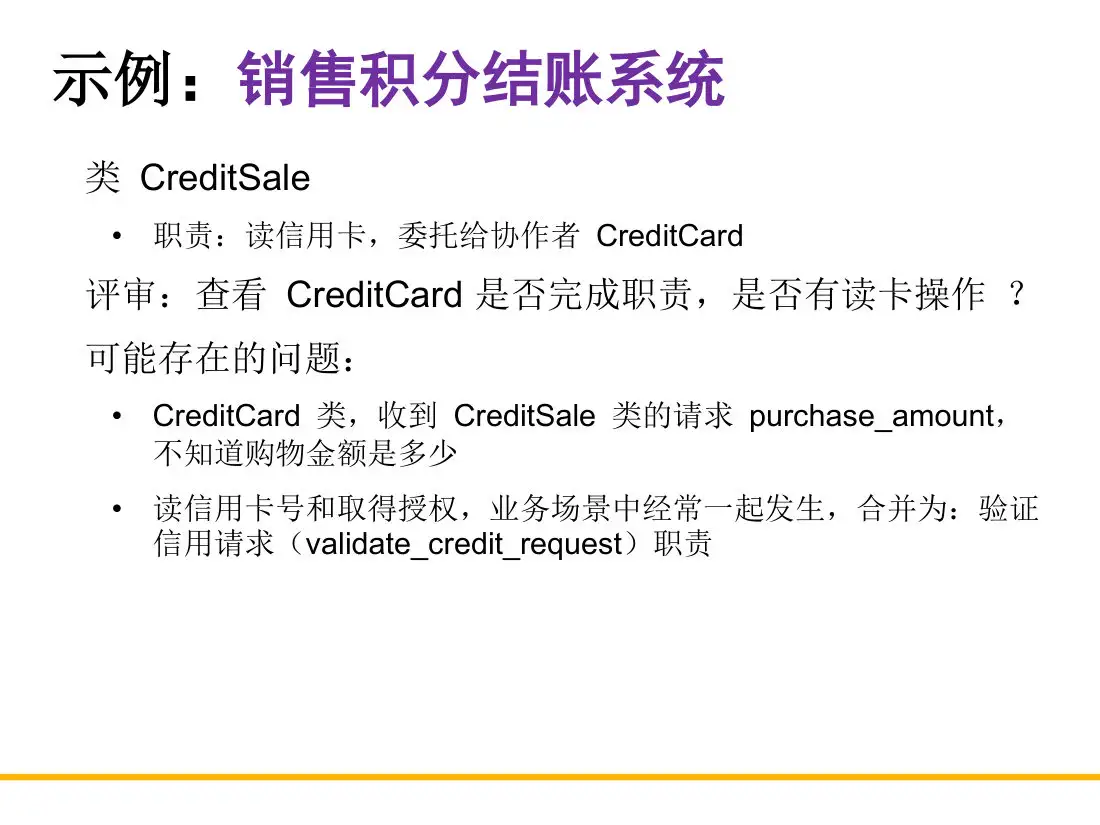 示例：销售积分结账系统
类 CreditSale
• 职责：读信用卡，委托给协作者 CreditCard
评审：查看 CreditCard 是否完成职责，是否有读卡操作 ？
可能存在的问题：
• CreditCard 类，收到 CreditSale 类的请求 purchase_amount，
不知道购物金额是多少
• 读信用卡号和取得授权，业务场景中经常一起发生，合并为：验证
信用请求（validate_credit_request）职责